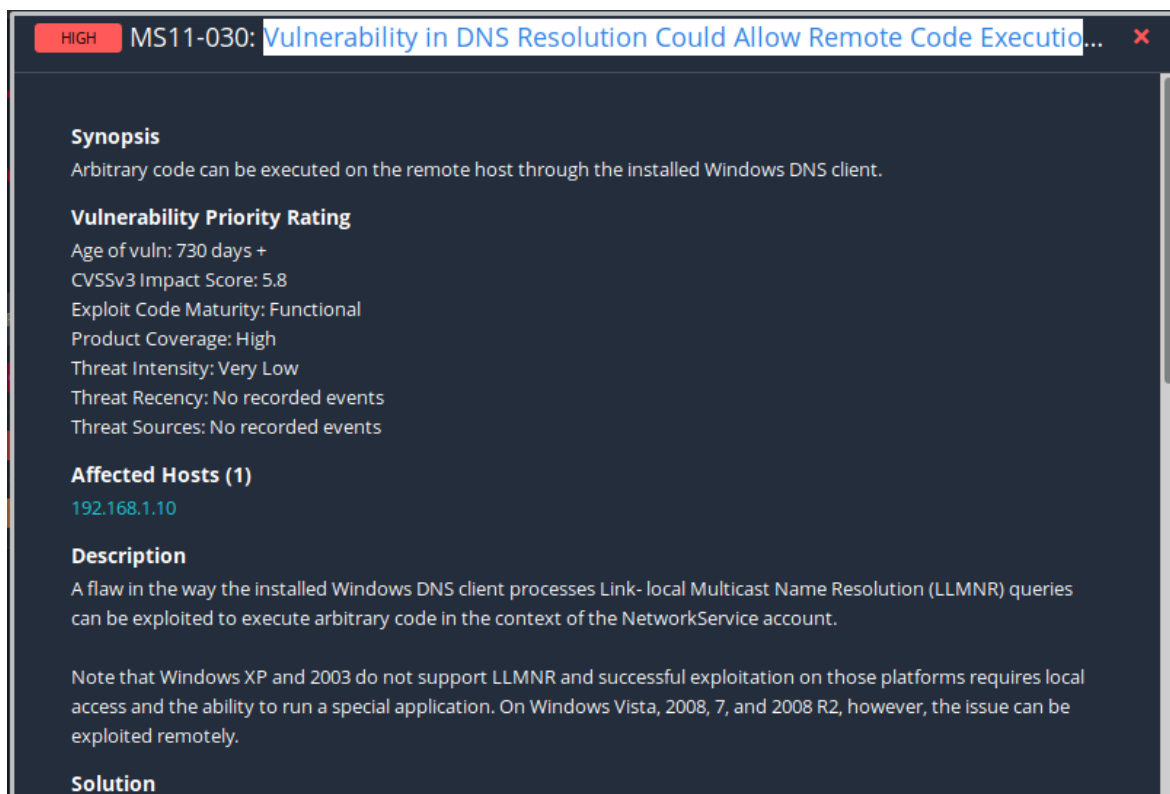 HIGH MS11-030: Vulnerability in DNS Resolution Could Allow Remote Code Executio... ×
Synopsis
Arbitrary code can be executed on the remote host through the installed Windows DNS client.
Vulnerability Priority Rating
Age of vuln: 730 days +
CVSSv3 Impact Score: 5.8
Exploit Code Maturity: Functional
Product Coverage: High
Threat Intensity: Very Low
Threat Recency: No recorded events
Threat Sources: No recorded events
Affected Hosts (1)
192.168.1.10
Description
A flaw in the way the installed Windows DNS client processes Link- local Multicast Name Resolution (LLMNR) queries
can be exploited to execute arbitrary code in the context of the NetworkService account.
Note that Windows XP and 2003 do not support LLMNR and successful exploitation on those platforms requires local
access and the ability to run a special application. On Windows Vista, 2008, 7, and 2008 R2, however, the issue can be
exploited remotely.
Solution